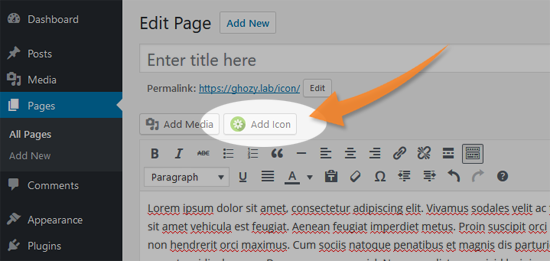 Dashboard
Posts
Media
Pages
All Pages
Add New
Comments
Appearance
Plugins
Edit Page Add New
Enter title here
Permalink: https://ghozy.lab/icon/ Edit
Add Media Add Icon
B I ABC
Paragraph U A Ω ?
Lorem ipsum dolor sit amet, consectetur adipiscing elit. Vivamus sodales velit ac
sit amet vehicula est feugiat. Aenean feugiat imperdiet metus. Proin suscipit orci
non hendrerit orci maximus. Cum sociis natoque penatibus et magnis dis parturi